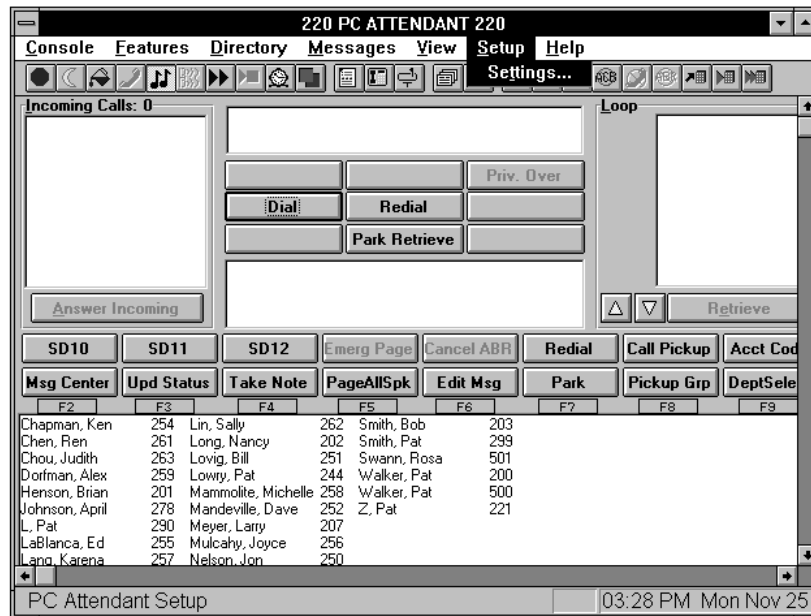 220 PC ATTENDANT 220
Console Features Directory Messages View Setup Help
Settings...
ACB
Incoming Calls: 0
Loop
Priv. Over
Dial Redial
Park Retrieve
Answer Incoming
Retrieve
SD10 SD11 SD12 Emerg Page Cancel ABR Redial Call Pickup Acct Cod
Msg Center Upd Status Take Note PageAllSpk Edit Msg Park Pickup Grp DeptSele
F2 F3 F4 F5 F6 F7 F8 F9
Chapman, Ken 254 Lin, Sally 262 Smith, Bob 203
Chen, Ren 261 Long, Nancy 202 Smith, Pat 299
Chou, Judith 263 Lovig, Bill 251 Swann, Rosa 501
Dorfman, Alex 259 Lowry, Pat 244 Walker, Pat 200
Henson, Brian 201 Mammolite, Michelle 258 Walker, Pat 500
Johnson, April 278 Mandeville, Dave 252 Z, Pat 221
L, Pat 290 Meyer, Larry 207
LaBlanca, Ed 255 Mulcahy, Joyce 256
Lang, Karena 257 Nelson, Jon 250
PC Attendant Setup 03:28 PM Mon Nov 25